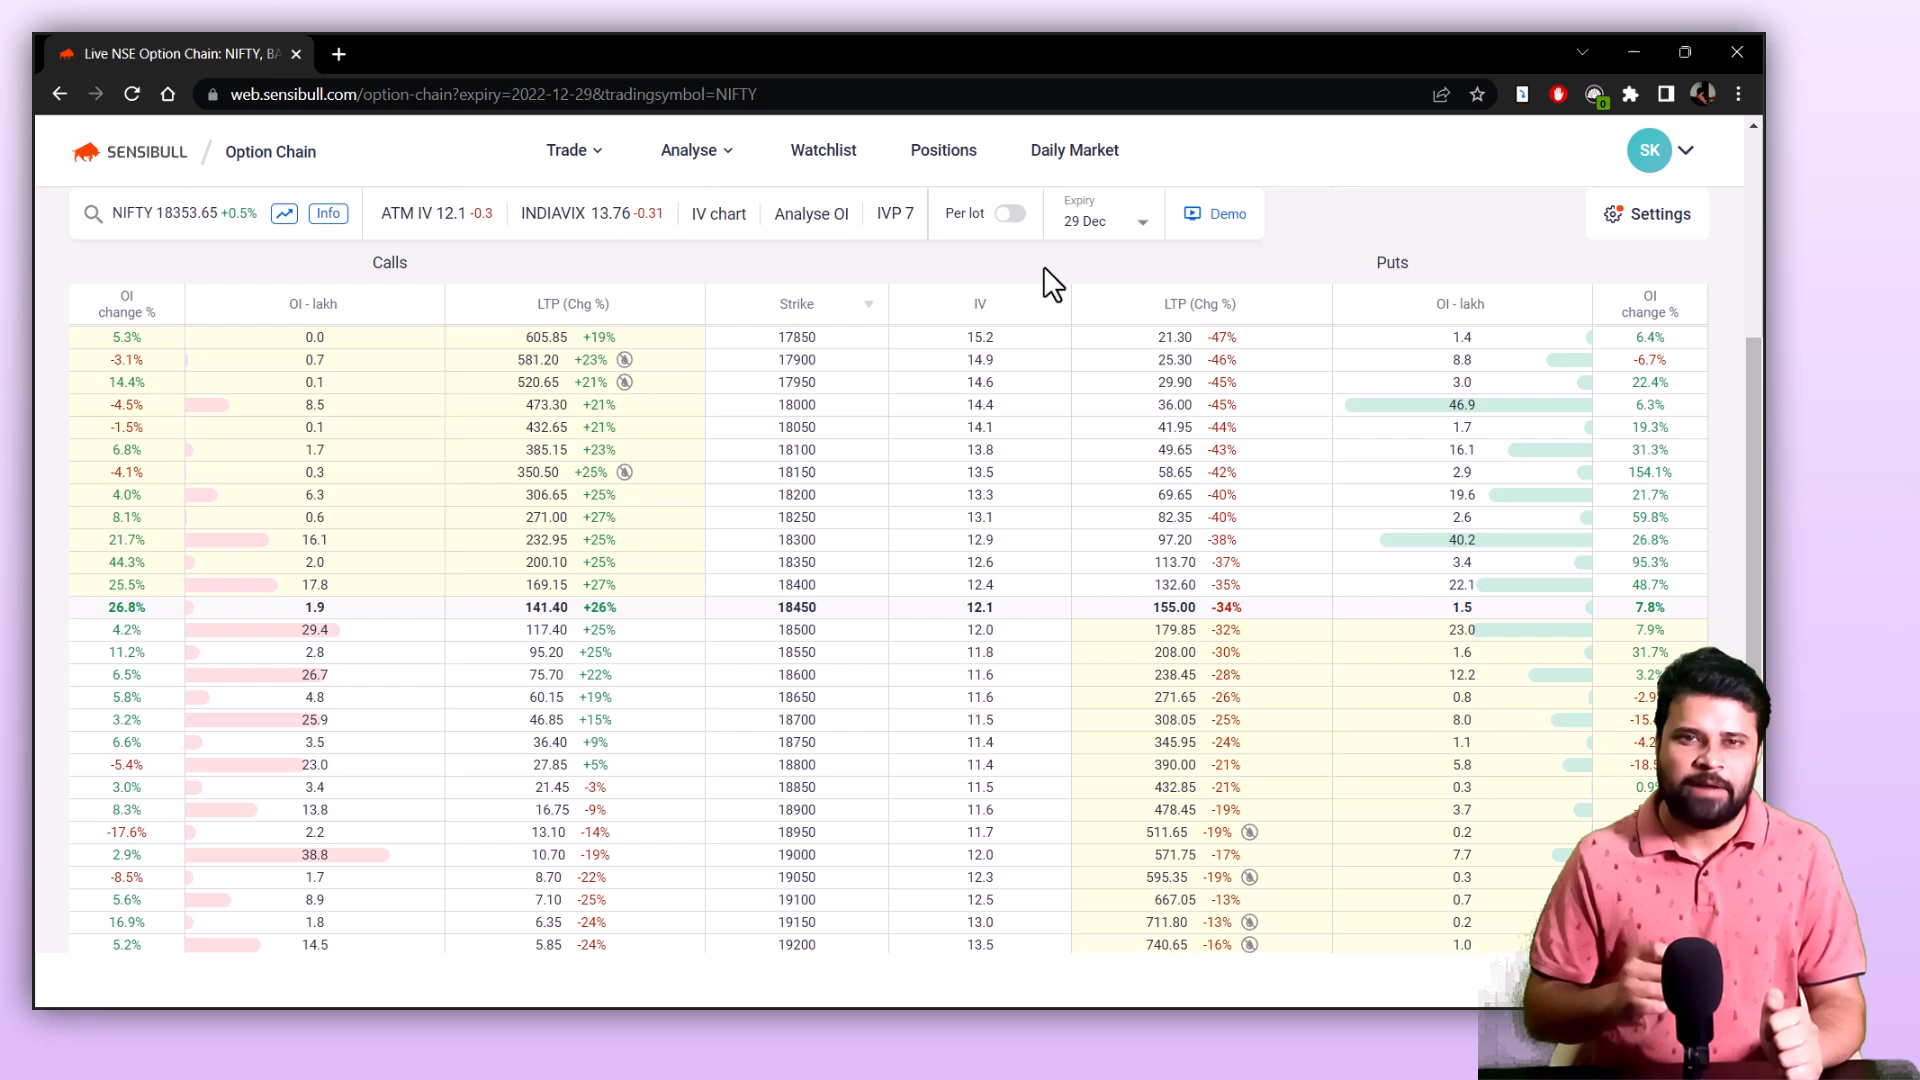 Live NSE Option Chain: NIFTY, BA
web.sensibull.com/option-chain?expiry=2022-12-29&tradingsymbol=NIFTY
0
SENSIBULL / Option Chain Trade Analyse Watchlist Positions Daily Market SK
NIFTY 18353.65 +0.5% Info ATM IV 12.1 -0.3 INDIAVIX 13.76 -0.31 IV chart Analyse OI IVP 7 Per lot Expiry 29 Dec Demo Settings
Calls Puts
OI change % OI - lakh LTP (Chg %) Strike IV LTP (Chg %) OI - lakh OI change %
5.3% 0.0 605.85 +19% 17850 15.2 21.30 -47% 1.4 6.4%
-3.1% 0.7 581.20 +23% 17900 14.9 25.30 -46% 8.8 -6.7%
14.4% 0.1 520.65 +21% 17950 14.6 29.90 -45% 3.0 22.4%
-4.5% 8.5 473.30 +21% 18000 14.4 36.00 -45% 46.9 6.3%
-1.5% 0.1 432.65 +21% 18050 14.1 41.95 -44% 1.7 19.3%
6.8% 1.7 385.15 +23% 18100 13.8 49.65 -43% 16.1 31.3%
-4.1% 0.3 350.50 +25% 18150 13.5 58.65 -42% 2.9 154.1%
4.0% 6.3 306.65 +25% 18200 13.3 69.65 -40% 19.6 21.7%
8.1% 0.6 271.00 +27% 18250 13.1 82.35 -40% 2.6 59.8%
21.7% 16.1 232.95 +25% 18300 12.9 97.20 -38% 40.2 26.8%
44.3% 2.0 200.10 +25% 18350 12.6 113.70 -37% 3.4 95.3%
25.5% 17.8 169.15 +27% 18400 12.4 132.60 -35% 22.1 48.7%
26.8% 1.9 141.40 +26% 18450 12.1 155.00 -34% 1.5 7.8%
4.2% 29.4 117.40 +25% 18500 12.0 179.85 -32% 23.0 7.9%
11.2% 2.8 95.20 +25% 18550 11.8 208.00 -30% 1.6 31.7%
6.5% 26.7 75.70 +22% 18600 11.6 238.45 -28% 12.2 3.2%
5.8% 4.8 60.15 +19% 18650 11.6 271.65 -26% 0.8 -2.9
3.2% 25.9 46.85 +15% 18700 11.5 308.05 -25% 8.0 -15.
6.6% 3.5 36.40 +9% 18750 11.4 345.95 -24% 1.1 -4.2
-5.4% 23.0 27.85 +5% 18800 11.4 390.00 -21% 5.8 -18.5
3.0% 3.4 21.45 -3% 18850 11.5 432.85 -21% 0.3 0.9
8.3% 13.8 16.75 -9% 18900 11.6 478.45 -19% 3.7
-17.6% 2.2 13.10 -14% 18950 11.7 511.65 -19% 0.2
2.9% 38.8 10.70 -19% 19000 12.0 571.75 -17% 7.7
-8.5% 1.7 8.70 -22% 19050 12.3 595.35 -19% 0.3
5.6% 8.9 7.10 -25% 19100 12.5 667.05 -13% 0.7
16.9% 1.8 6.35 -24% 19150 13.0 711.80 -13% 0.2
5.2% 14.5 5.85 -24% 19200 13.5 740.65 -16% 1.0